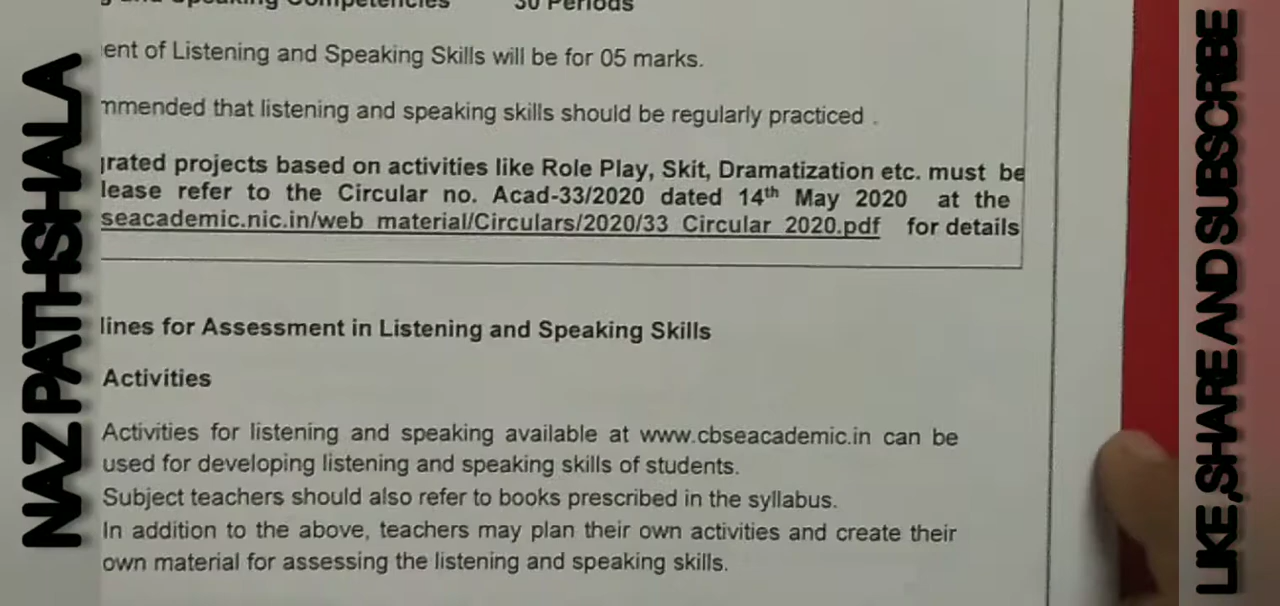 NAZ PATHSHALA
and Speaking Competencies 30 Periods
ent of Listening and Speaking Skills will be for 05 marks.
mmended that listening and speaking skills should be regularly practiced .
grated projects based on activities like Role Play, Skit, Dramatization etc. must be
lease refer to the Circular no. Acad-33/2020 dated 14th May 2020 at the
seacademic.nic.in/web_material/Circulars/2020/33_Circular_2020.pdf for details
lines for Assessment in Listening and Speaking Skills
Activities
Activities for listening and speaking available at www.cbseacademic.in can be
used for developing listening and speaking skills of students.
Subject teachers should also refer to books prescribed in the syllabus.
In addition to the above, teachers may plan their own activities and create their
own material for assessing the listening and speaking skills.
LIKE ,SHARE AND SUBSCRIBE